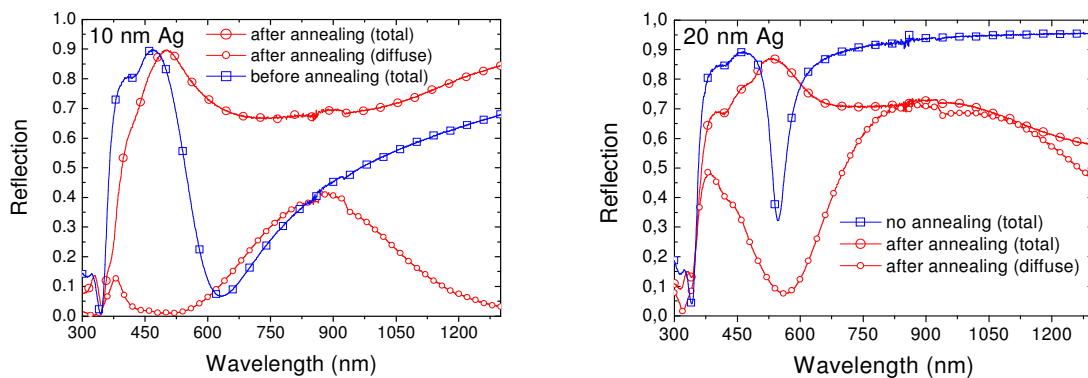 10 nm Ag
after annealing (total)
after annealing (diffuse)
before annealing (total)
1.0
0.9
0.8
0.7
0.6
0.5
0.4
0.3
0.2
0.1
0.0
Reflection
300 450 600 750 900 1050 1200
Wavelength (nm)
20 nm Ag
no annealing (total)
after annealing (total)
after annealing (diffuse)
1,0
0.9
0.8
0.7
0.6
0.5
0.4
0.3
0.2
0.1
0.0
Reflection
300 450 600 750 900 1050 1200
Wavelength (nm)